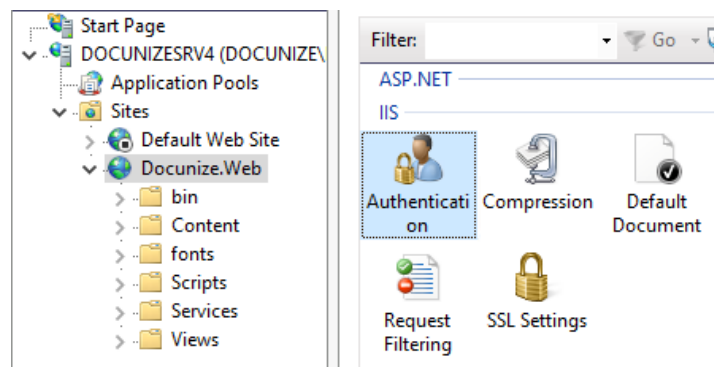 Start Page
DOCUNIZESRV4 (DOCUNIZE\
Application Pools
Sites
Default Web Site
Docunize.Web
bin
Content
fonts
Scripts
Services
Views
Filter:
Go
ASP.NET
IIS
Authenticati
on
Compression
Default
Document
Request
Filtering
SSL Settings